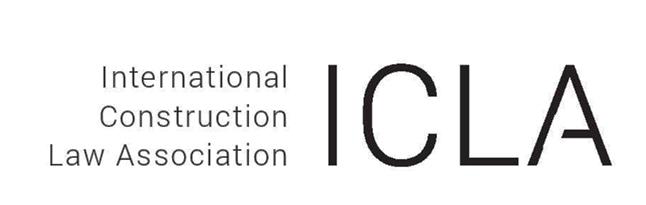 International
Construction
Law Association
ICLA